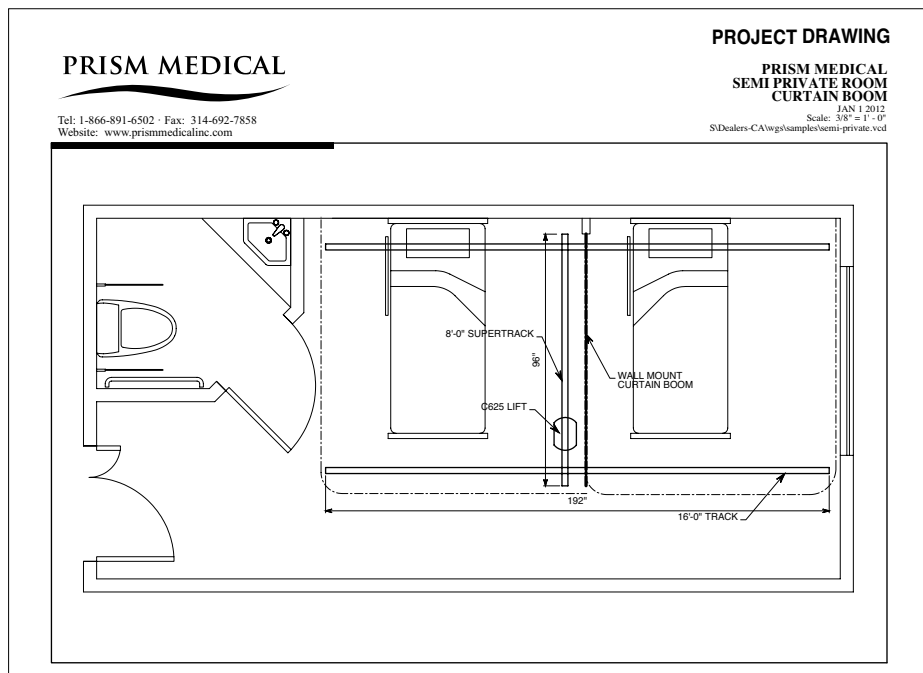 PRISM MEDICAL
Tel: 1-866-891-6502 · Fax: 314-692-7858
Website: www.prismmedicalinc.com
PROJECT DRAWING
PRISM MEDICAL
SEMI PRIVATE ROOM
CURTAIN BOOM
JAN 1 2012
Scale: 3/8" = 1' - 0"
S\Dealers-CA\wgs\samples\semi-private.vcd
8'-0" SUPERTRACK
96"
WALL MOUNT
CURTAIN BOOM
C625 LIFT
192"
16'-0" TRACK